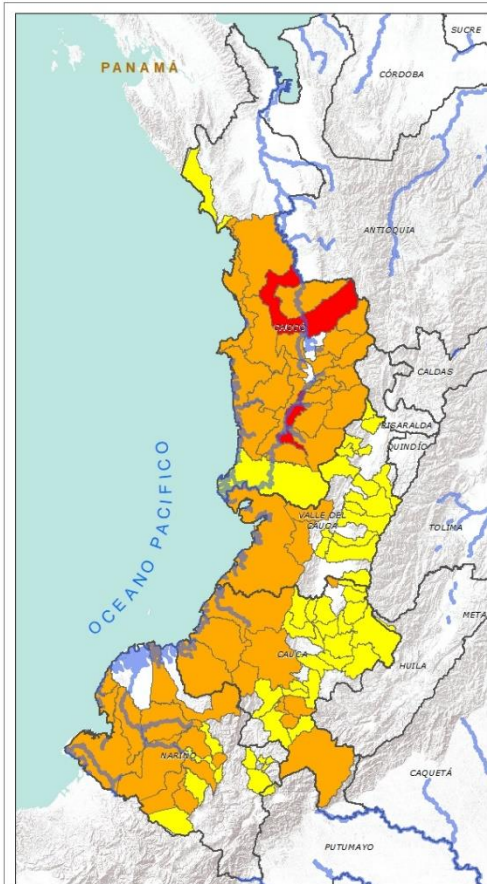 SUCRE
PANAMÁ
CÓRDOBA
ANTIOQUIA
CHOCÓ
CALDAS
RISARALDA
QUINDÍO
OCEANO PACIFICO
VALLE DEL
CAUCA
TOLIMA
META
CAUCA
HUILA
NARIÑO
CAQUETÁ
PUTUMAYO